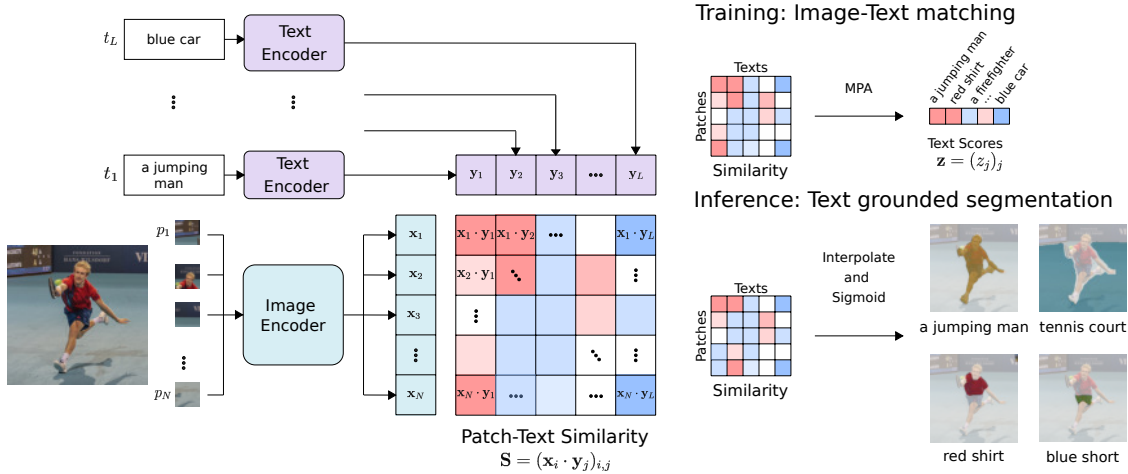 t_L
blue car
Text
Encoder
t_1
a jumping
man
Text
Encoder
y_1 y_2 y_3 ••• y_L
p_1
p_N
Image
Encoder
x_1
x_2
x_3
x_N
x_1 · y_1 x_1 · y_2 ••• x_1 · y_L
x_2 · y_1
x_N · y_1 ••• ••• x_N · y_L
Patch-Text Similarity
S = (x_i · y_j)_{i,j}
Training: Image-Text matching
Texts
Patches
Similarity
MPA
a jumping man
red shirt
a firefighter
...
blue car
Text Scores
z = (z_j)_j
Inference: Text grounded segmentation
Texts
Patches
Similarity
Interpolate
and
Sigmoid
a jumping man
tennis court
red shirt
blue short